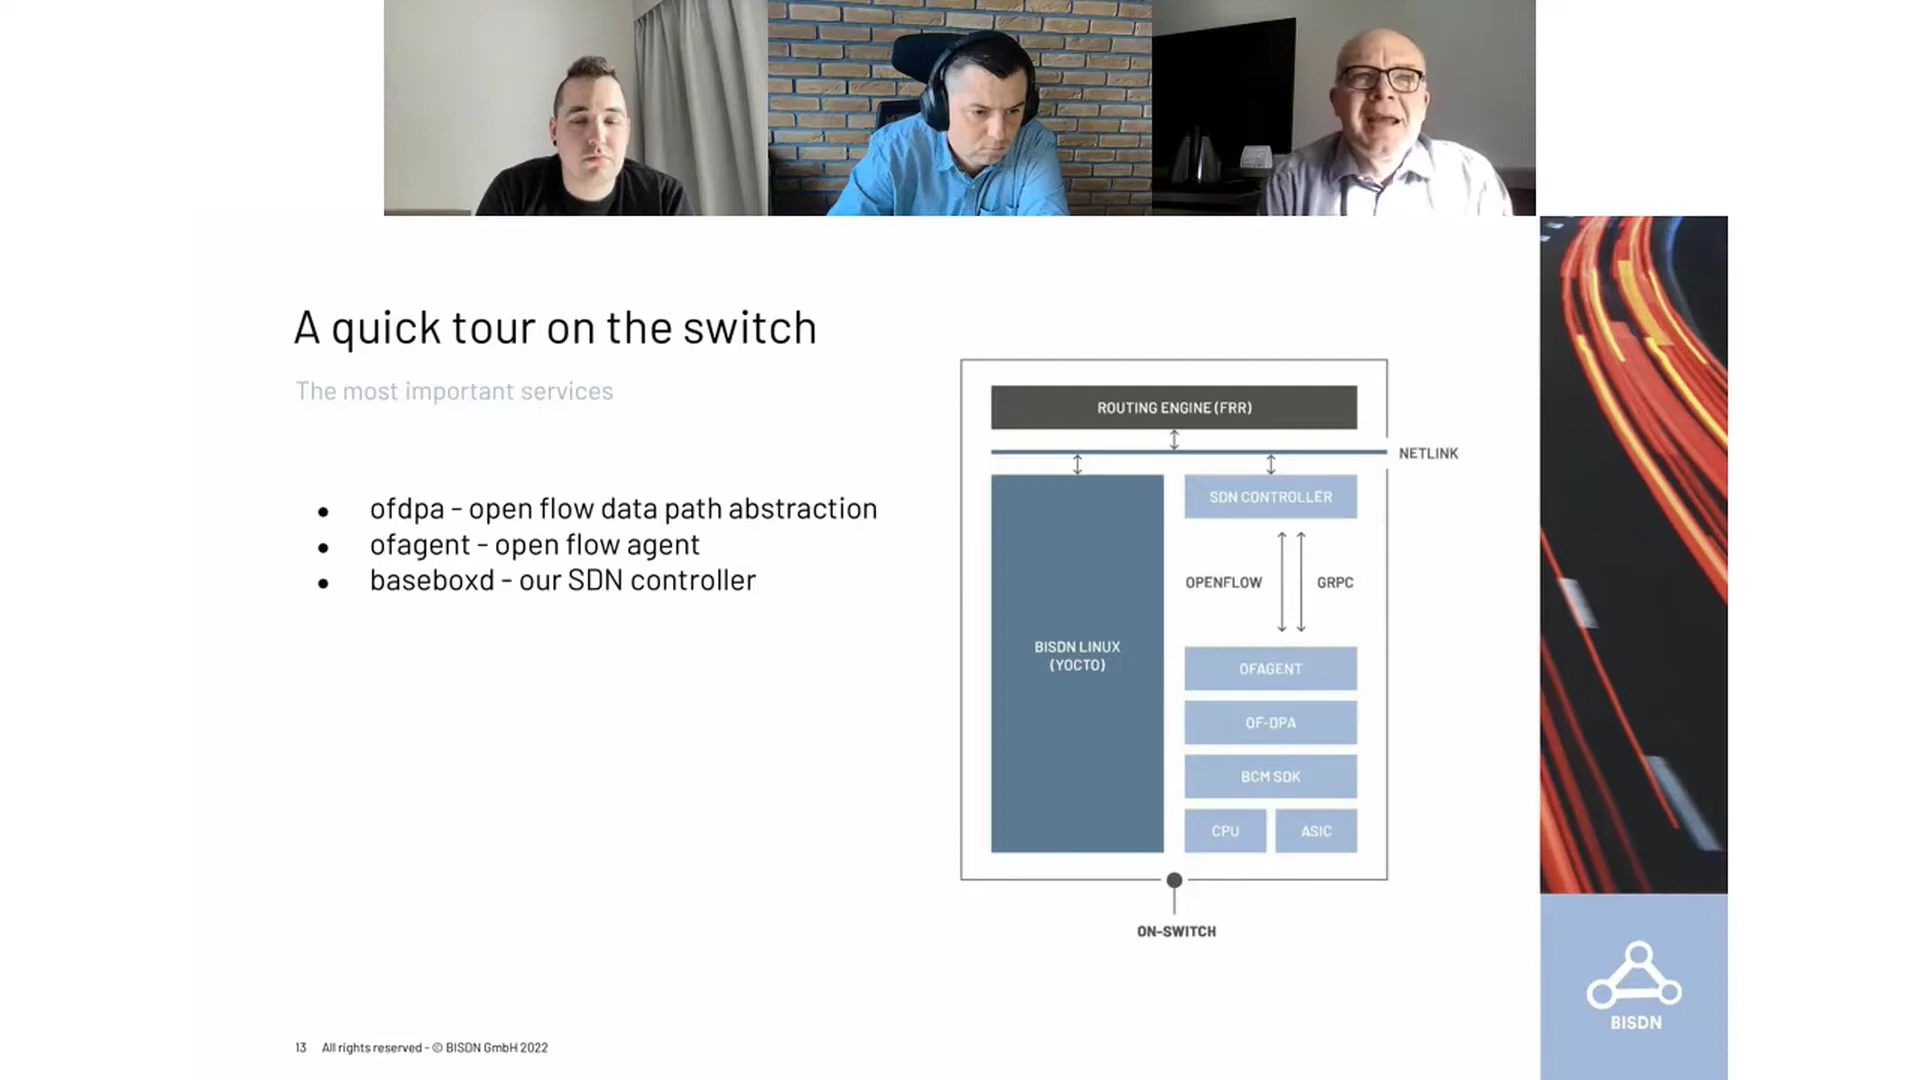 A quick tour on the switch
The most important services
● ofdpa - open flow data path abstraction
● ofagent - open flow agent
● baseboxd - our SDN controller
ROUTING ENGINE (FRR)
NETLINK
SDN CONTROLLER
OPENFLOW
GRPC
BISDN LINUX
(YOCTO)
OFAGENT
OF-DPA
BCM SDK
CPU
ASIC
ON-SWITCH
BISDN
13 All rights reserved - © BISDN GmbH 2022